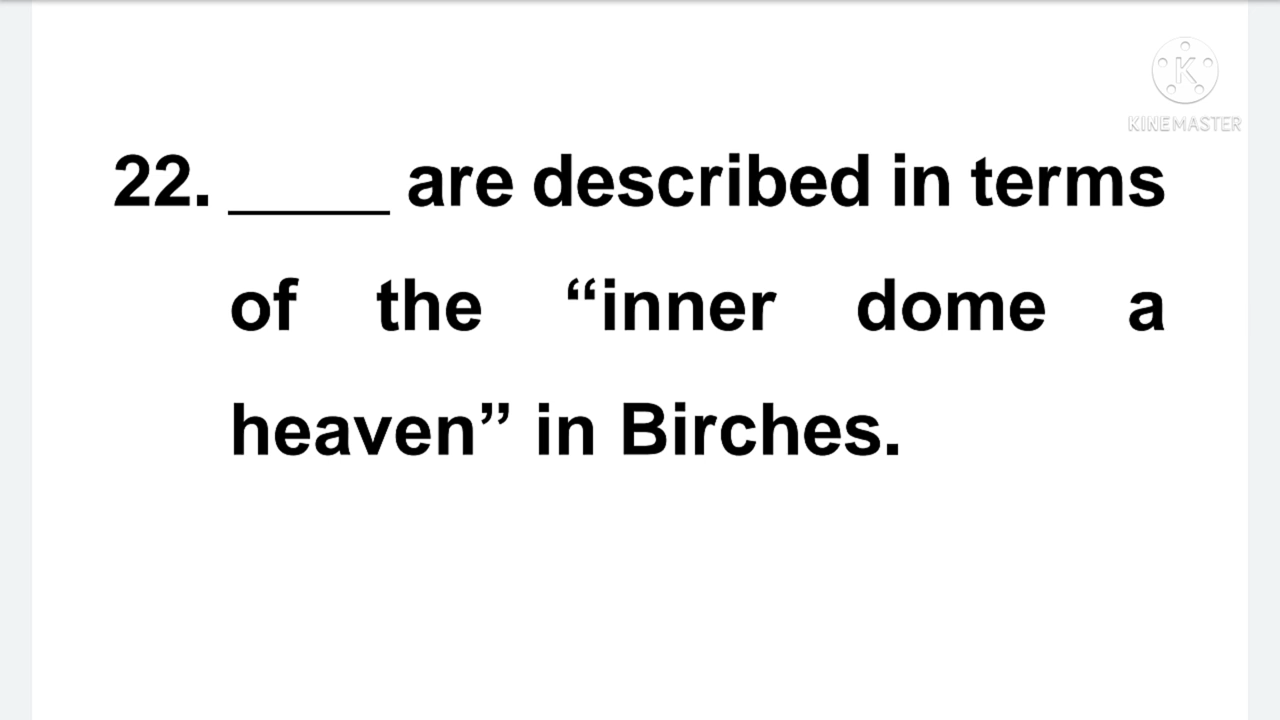 KINEMASTER
22. _____ are described in terms
of the “inner dome a
heaven” in Birches.